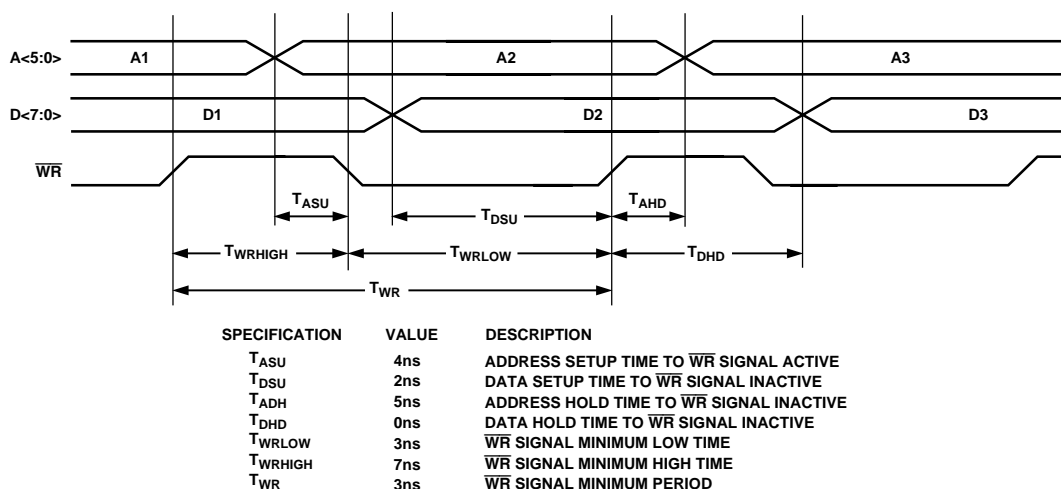 A<5:0> A1 A2 A3
D<7:0> D1 D2 D3
WR
TASU TAHD
TDSU
TWRHIGH TWRLOW TDHD
TWR
SPECIFICATION VALUE DESCRIPTION
TASU 4ns ADDRESS SETUP TIME TO WR SIGNAL ACTIVE
TDSU 2ns DATA SETUP TIME TO WR SIGNAL INACTIVE
TADH 5ns ADDRESS HOLD TIME TO WR SIGNAL INACTIVE
TDHD 0ns DATA HOLD TIME TO WR SIGNAL INACTIVE
TWRLOW 3ns WR SIGNAL MINIMUM LOW TIME
TWRHIGH 7ns WR SIGNAL MINIMUM HIGH TIME
TWR 3ns WR SIGNAL MINIMUM PERIOD